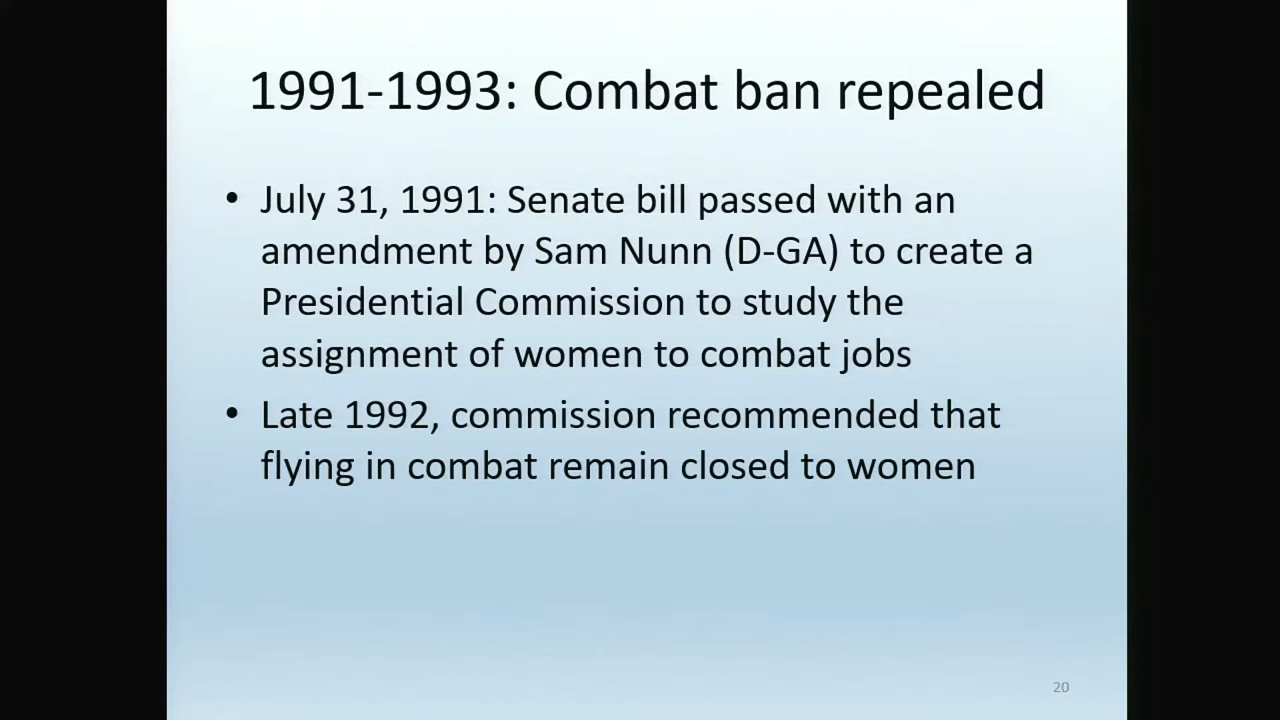 1991-1993: Combat ban repealed
• July 31, 1991: Senate bill passed with an
amendment by Sam Nunn (D-GA) to create a
Presidential Commission to study the
assignment of women to combat jobs
• Late 1992, commission recommended that
flying in combat remain closed to women
20